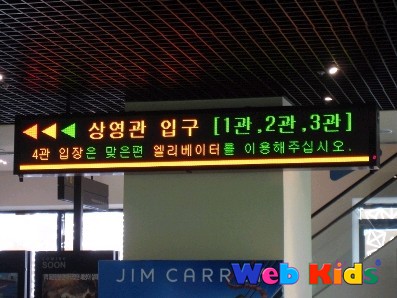 ◀◀◀ 상영관 입구 [1관,2관,3관]
4관 입장은 맞은편 엘리베이터를 이용해주십시오.
SOON
JIM CARR
Web Kids